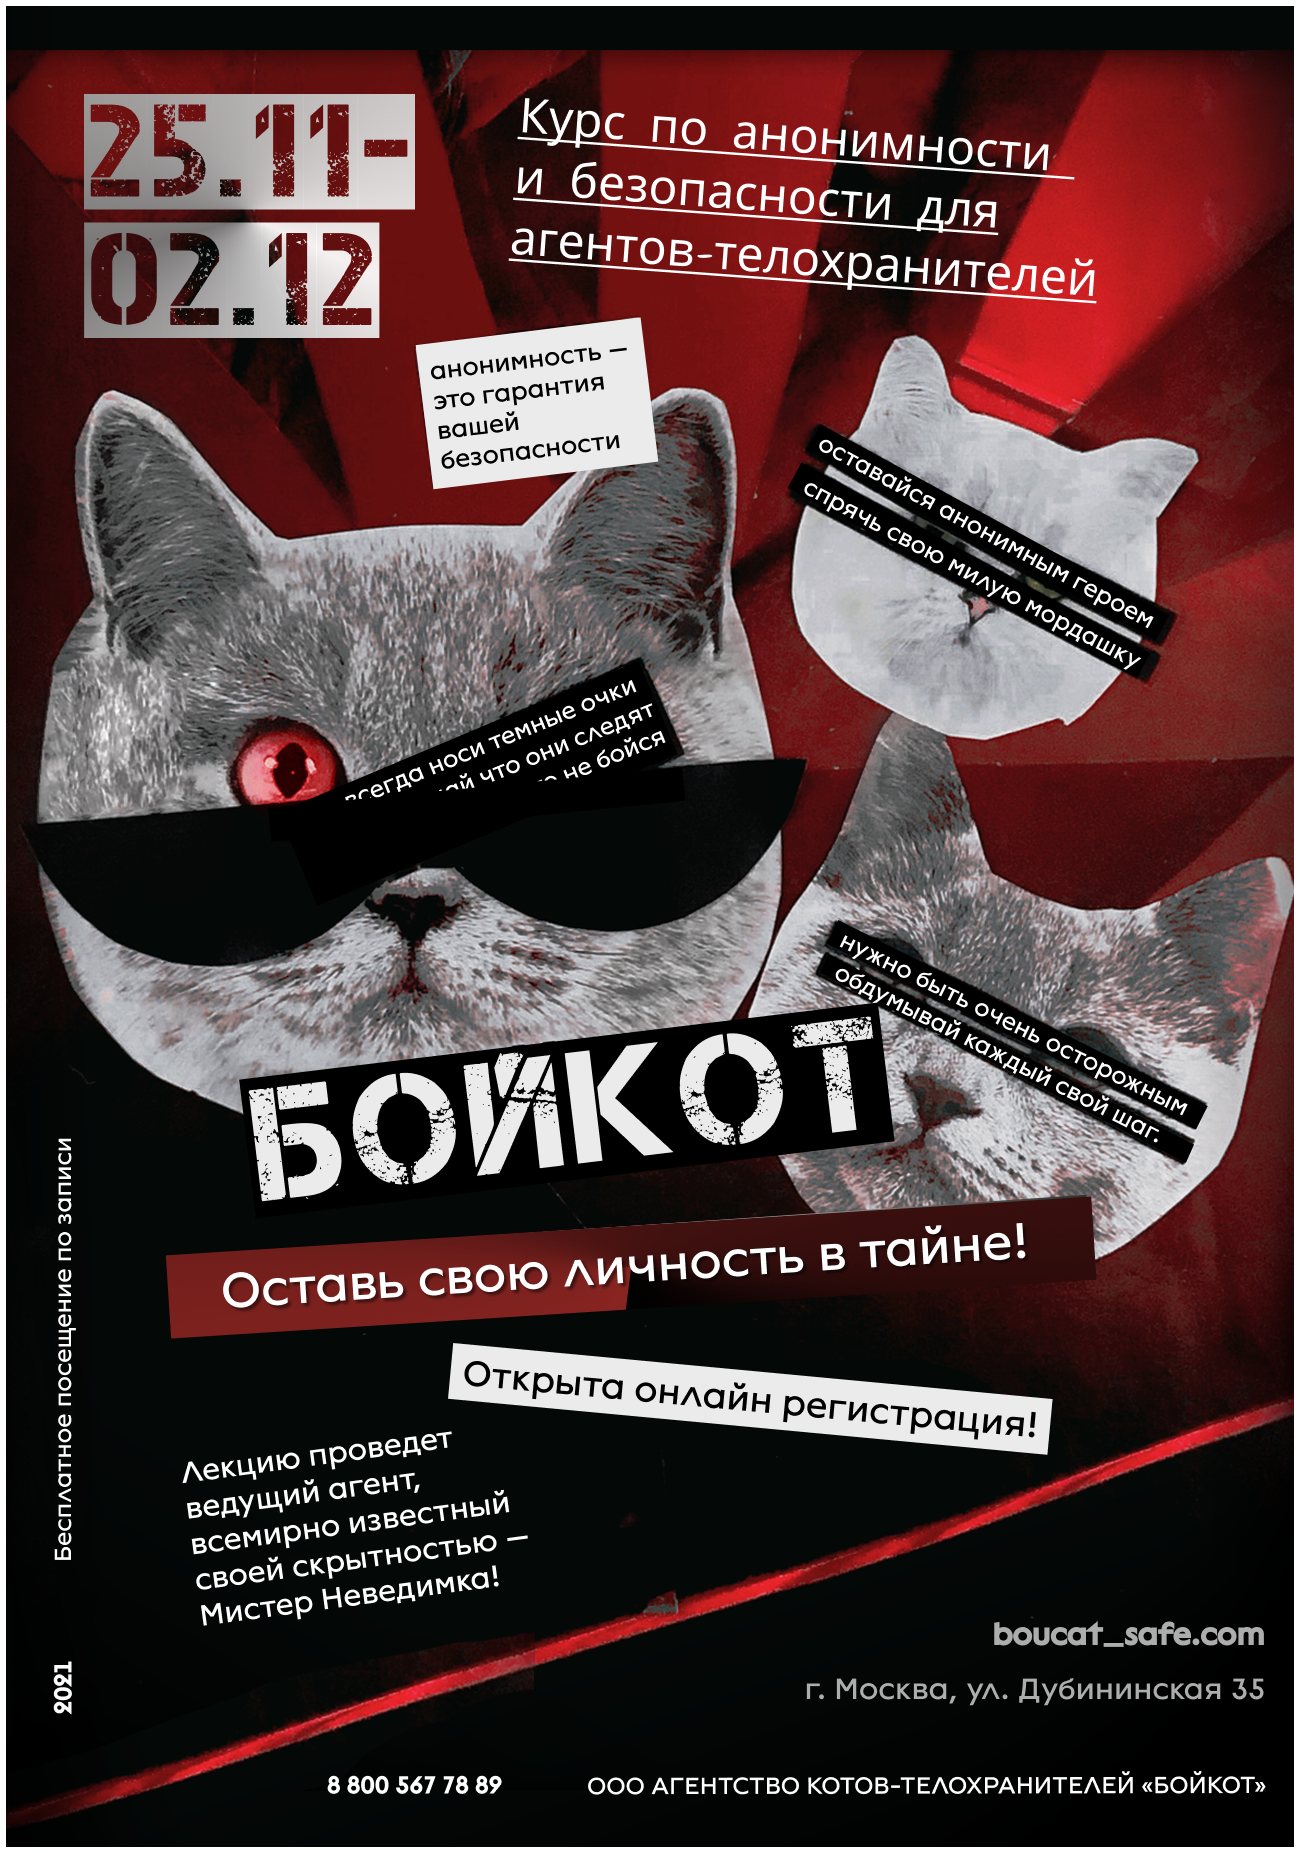 25.11-
02.12
Курс по анонимности
и безопасности для
агентов-телохранителей
анонимность —
это гарантия
вашей
безопасности
оставайся анонимным героем
спрячь свою милую мордашку
всегда носи темные очки
что они следят
не бойся
нужно быть очень осторожным
обдумывай каждый свой шаг.
БОЙКОТ
Оставь свою личность в тайне!
Открыта онлайн регистрация!
Лекцию проведет
ведущий агент,
всемирно известный
своей скрытностью —
Мистер Неведимка!
Бесплатное посещение по записи
2021
boucat_safe.com
г. Москва, ул. Дубининская 35
8 800 567 78 89
ООО АГЕНТСТВО КОТОВ-ТЕЛОХРАНИТЕЛЕЙ «БОЙКОТ»